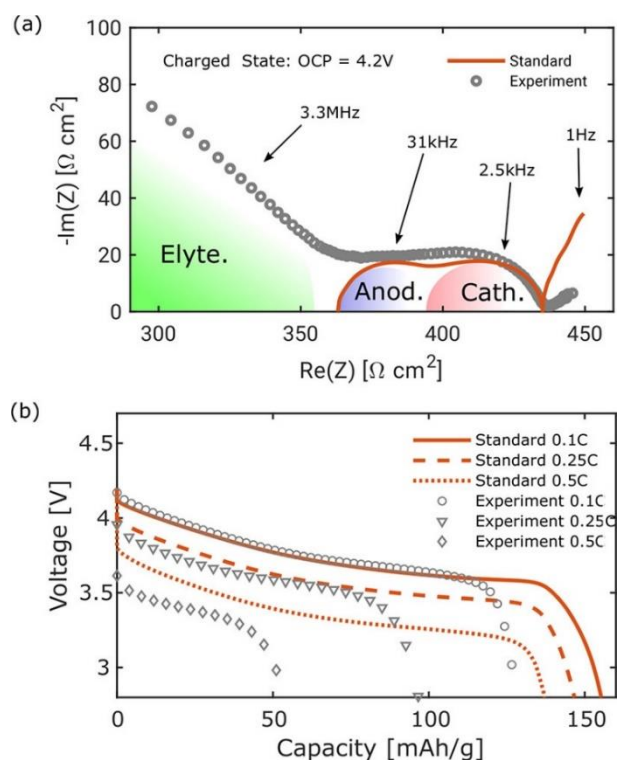 (a)
100
80
60
40
20
0
-Im(Z) [Ω cm²]
Charged State: OCP = 4.2V
Standard
Experiment
3.3MHz
31kHz
2.5kHz
1Hz
Elyte.
Anod.
Cath.
300 350 400 450
Re(Z) [Ω cm²]
(b)
4.5
4
3.5
3
Voltage [V]
Standard 0.1C
Standard 0.25C
Standard 0.5C
Experiment 0.1C
Experiment 0.25C
Experiment 0.5C
0 50 100 150
Capacity [mAh/g]